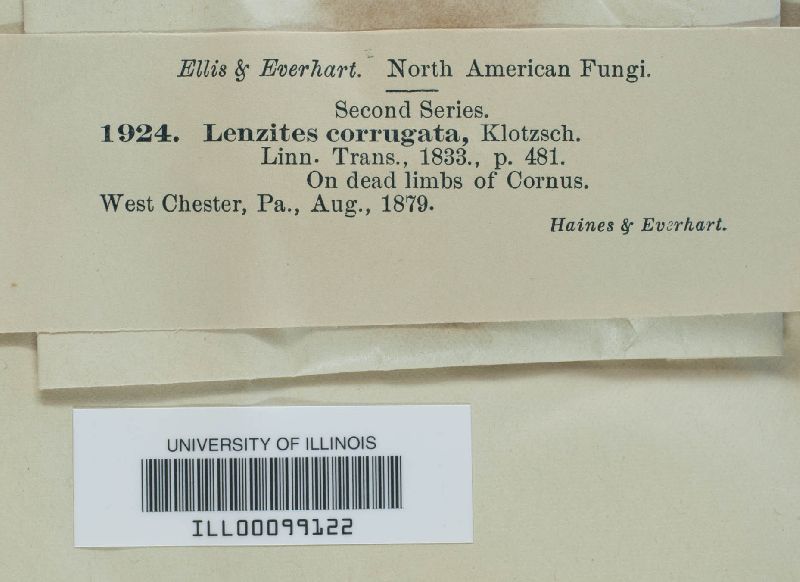 Ellis & Everhart. North American Fungi.
Second Series.
1924. Lenzites corrugata, Klotzsch.
Linn. Trans., 1833., p. 481.
On dead limbs of Cornus.
West Chester, Pa., Aug., 1879.
Haines & Everhart.
UNIVERSITY OF ILLINOIS
ILL00099122